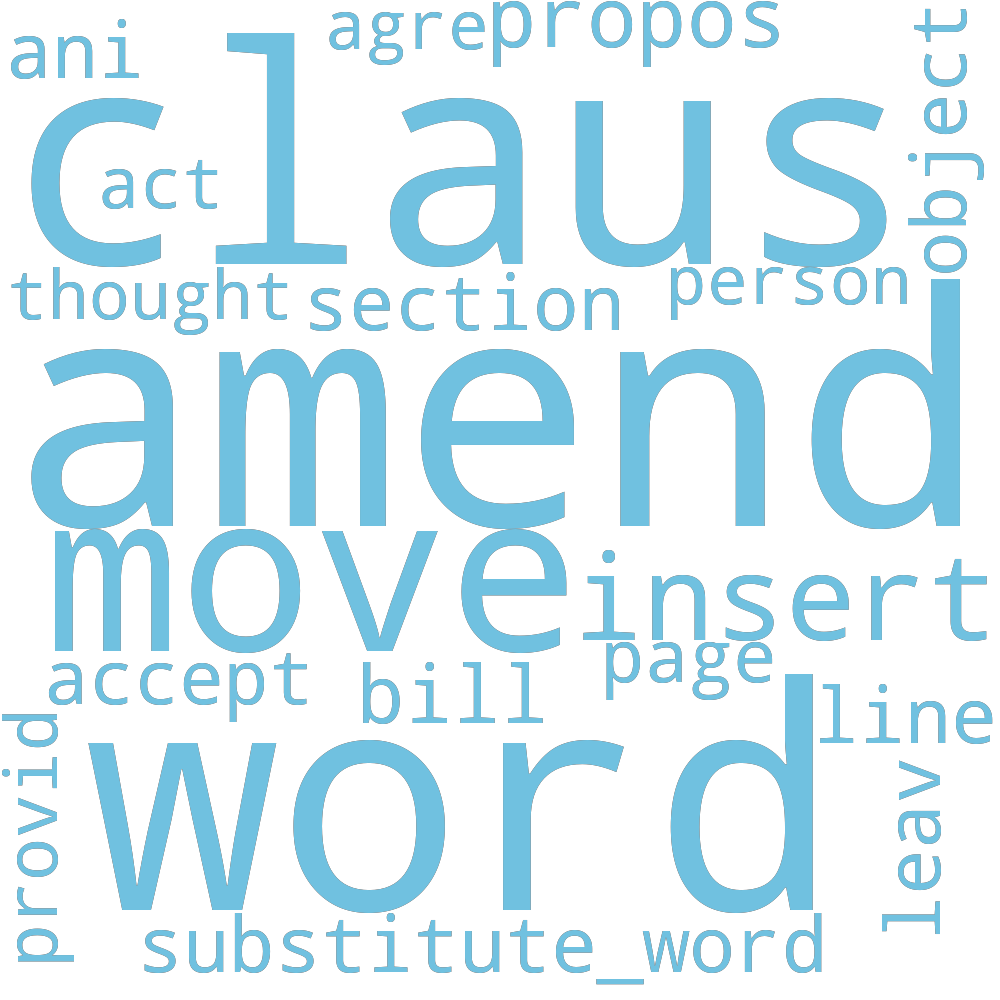 ani
agre
propos
object
claus
act
thought
section
person
amend
move
insert
accept
bill
page
line
provid
word
leav
substitute_word